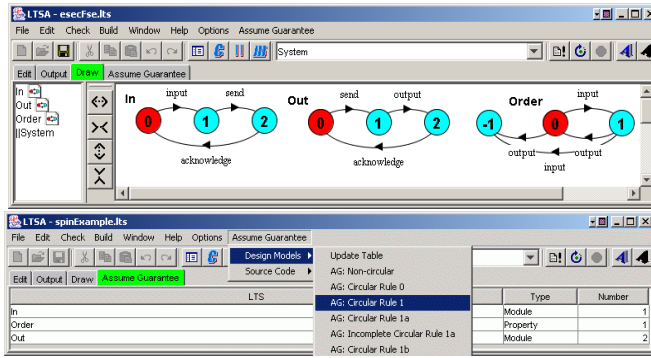 LTSA - esecFse.lts
File Edit Check Build Window Help Options Assume Guarantee
System
Edit Output Draw Assume Guarantee
In
Out
Order
||System
In
input
send
0
1
2
acknowledge
Out
send
output
0
1
2
acknowledge
Order
input
-1
0
1
output
output
input
LTSA - spinExample.lts
File Edit Check Build Window Help Options Assume Guarantee
Design Models
Source Code
Update Table
AG: Non-circular
AG: Circular Rule 0
AG: Circular Rule 1
AG: Circular Rule 1a
AG: Incomplete Circular Rule 1a
AG: Circular Rule 1b
Edit Output Draw Assume Guarantee
LTS Type Number
In Module 1
Order Property 1
Out Module 2